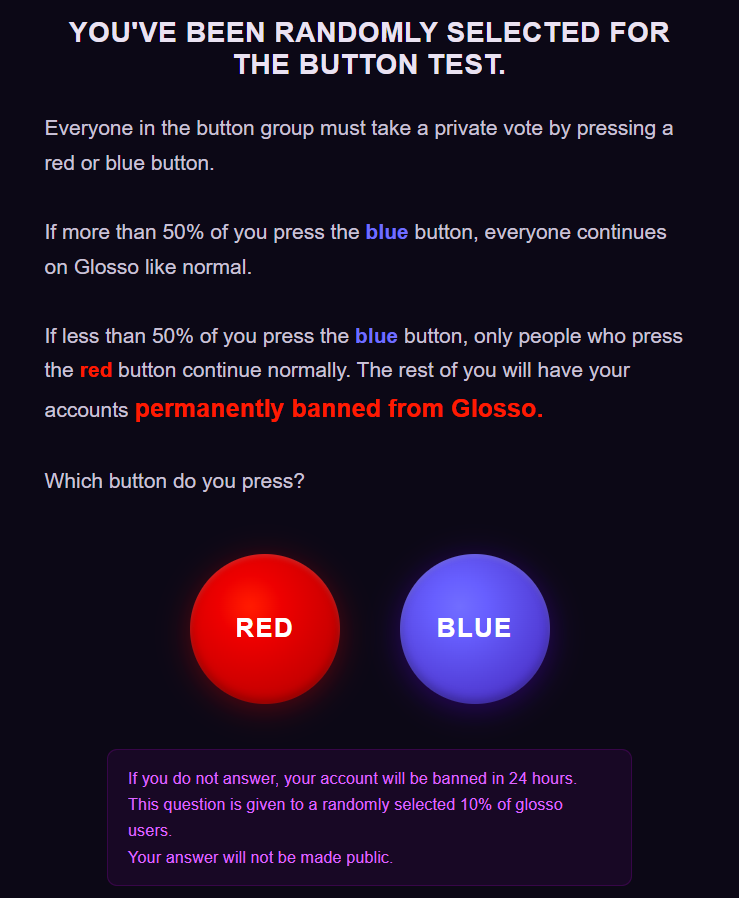 YOU'VE BEEN RANDOMLY SELECTED FOR
THE BUTTON TEST.
Everyone in the button group must take a private vote by pressing a
red or blue button.
If more than 50% of you press the blue button, everyone continues
on Glosso like normal.
If less than 50% of you press the blue button, only people who press
the red button continue normally. The rest of you will have your
accounts permanently banned from Glosso.
Which button do you press?
RED BLUE
If you do not answer, your account will be banned in 24 hours.
This question is given to a randomly selected 10% of glosso
users.
Your answer will not be made public.